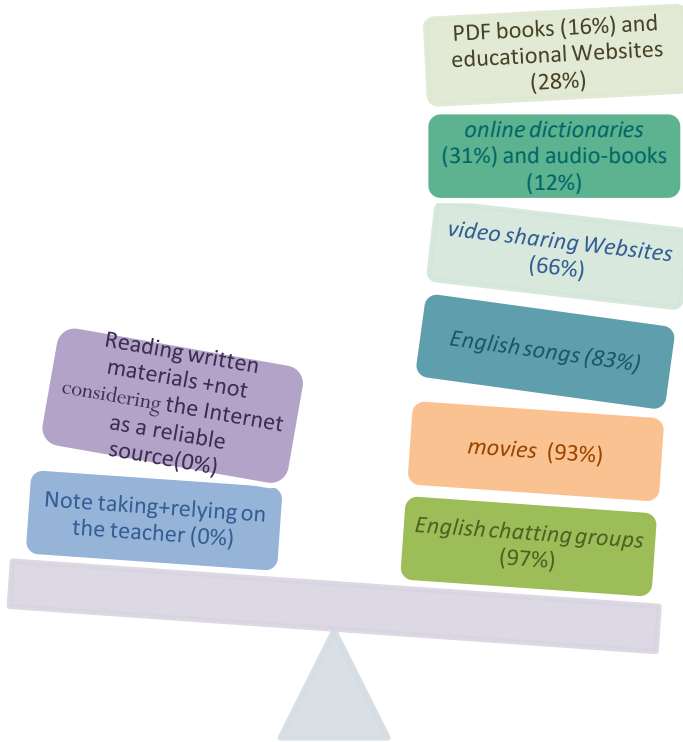 PDF books (16%) and
educational Websites
(28%)
online dictionaries
(31%) and audio-books
(12%)
video sharing Websites
(66%)
English songs (83%)
movies (93%)
English chatting groups
(97%)
Reading written
materials +not
considering the Internet
as a reliable
source(0%)
Note taking+relying on
the teacher (0%)